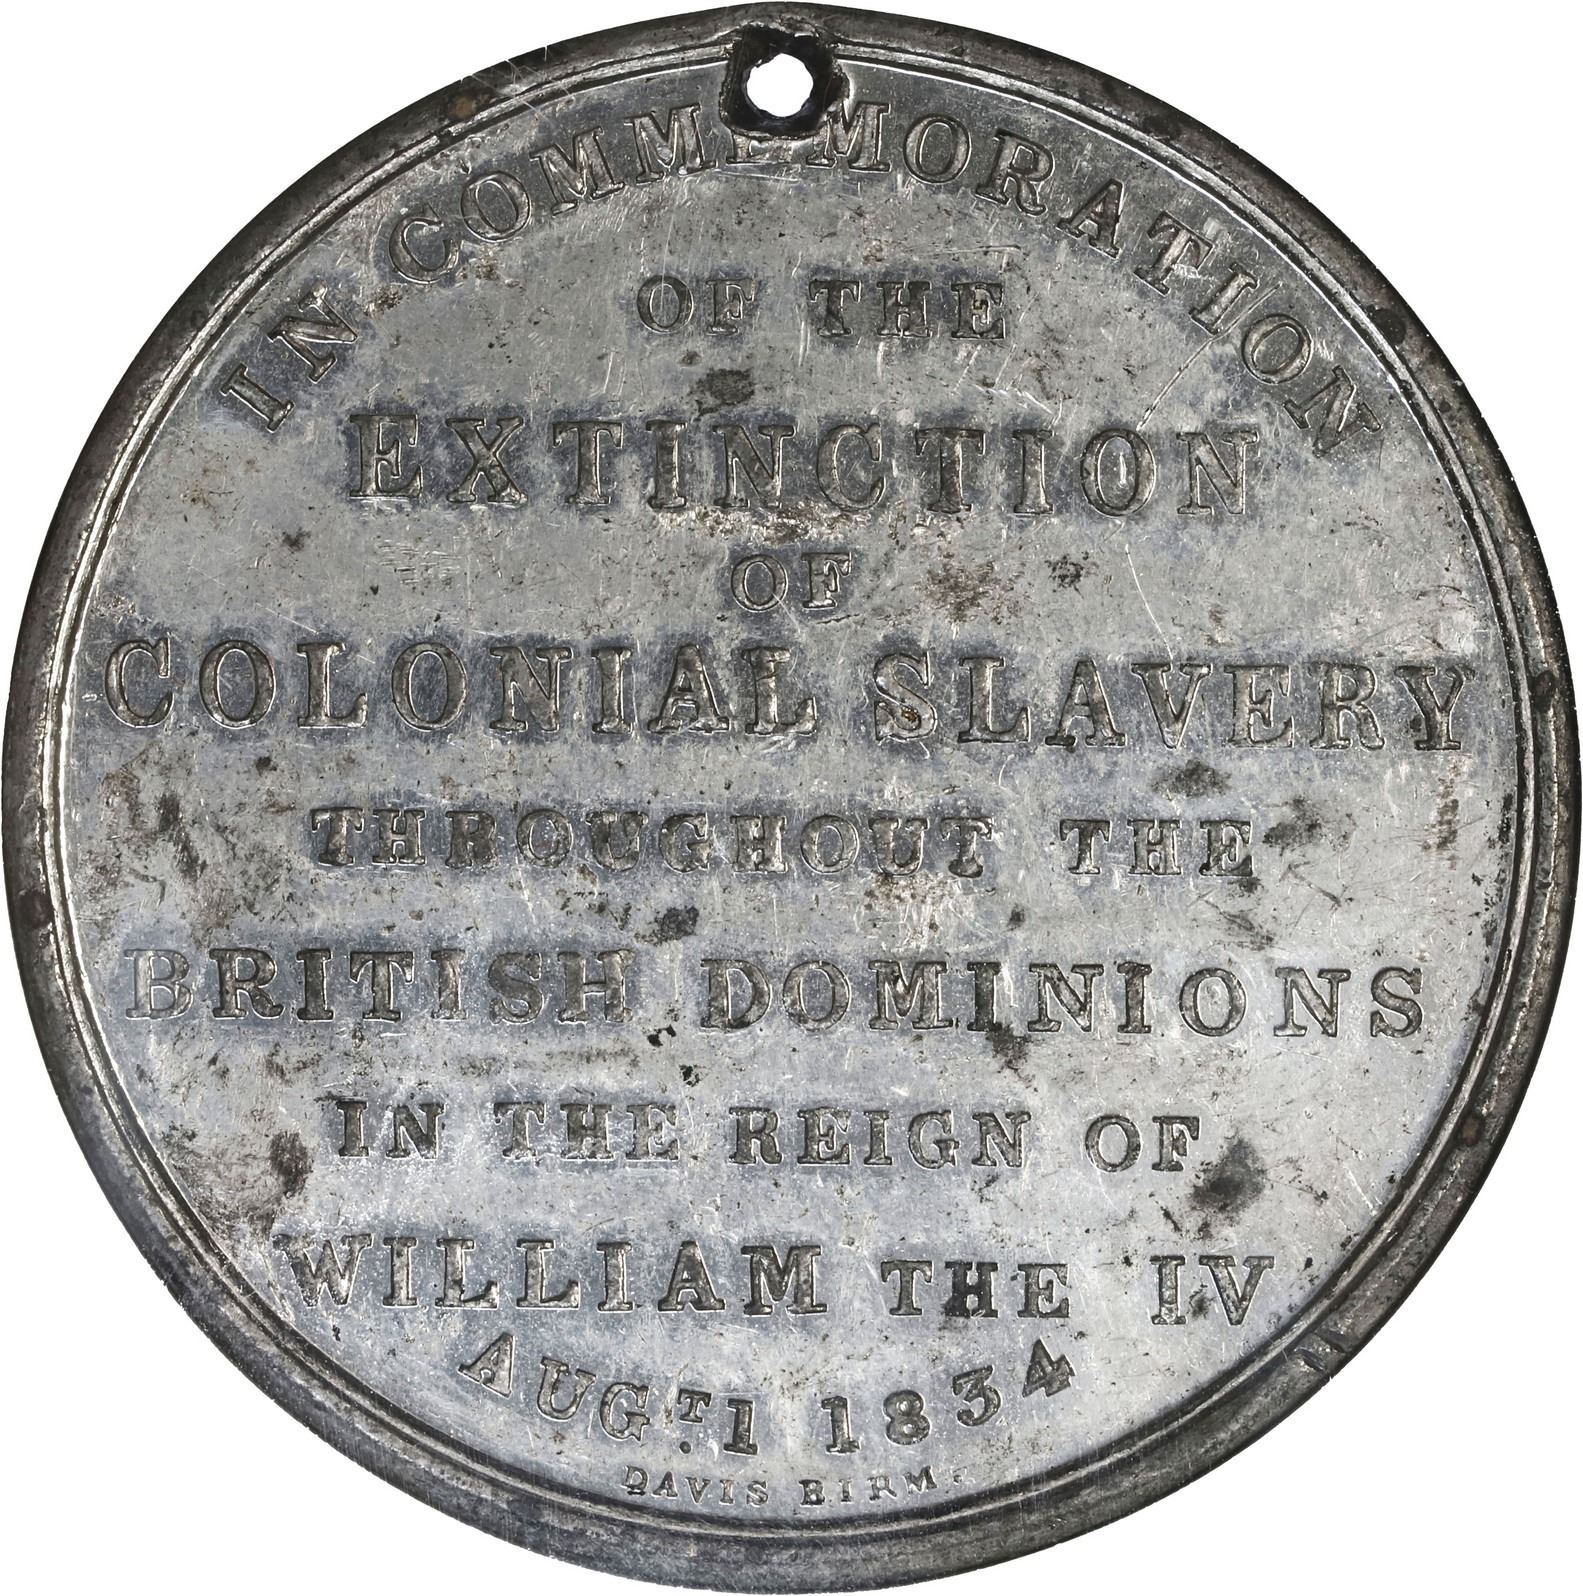 IN COMMEMORATION
OF THE
EXTINCTION
OF
COLONIAL SLAVERY
THROUGHOUT THE
BRITISH DOMINIONS
IN THE REIGN OF
WILLIAM THE IV
AUGT. 1 1834
DAVIS BIRM.